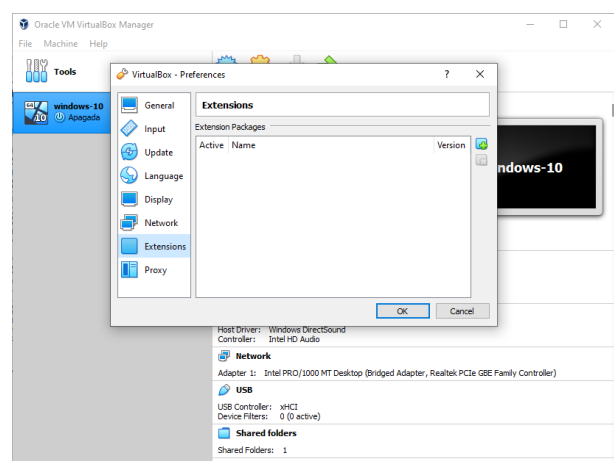 Oracle VM VirtualBox Manager
File Machine Help
Tools
VirtualBox - Preferences
?
64
10
windows-10
Apagada
General
Input
Update
Language
Display
Network
Extensions
Proxy
Extensions
Extension Packages
Active Name Version
OK Cancel
ndows-10
Host Driver: Windows DirectSound
Controller: Intel HD Audio
Network
Adapter 1: Intel PRO/1000 MT Desktop (Bridged Adapter, Realtek PCIe GBE Family Controller)
USB
USB Controller: xHCI
Device Filters: 0 (0 active)
Shared folders
Shared Folders: 1